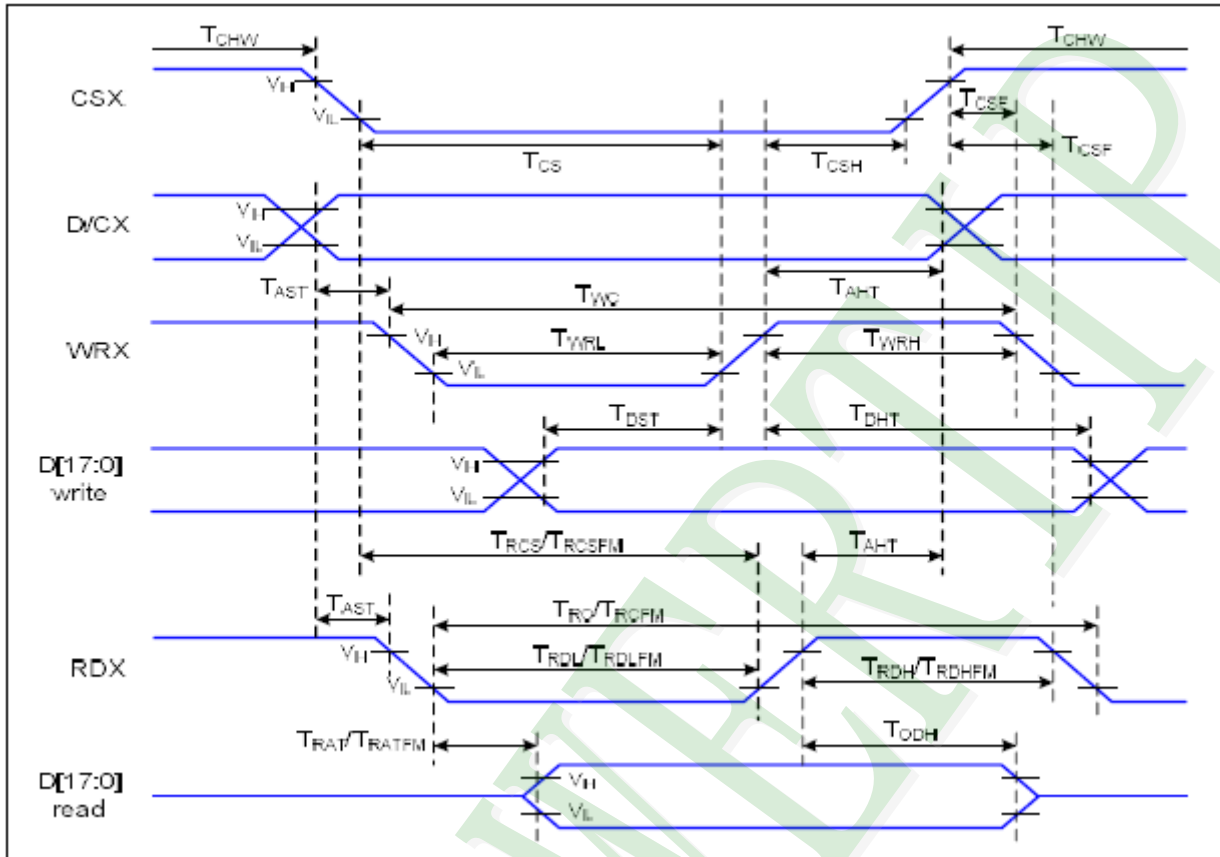 TCHW TCHW
CSX VIH
VIL
TCSF
TCS TCSH TCSF
D/CX VIH
VIL
TAST TWC TAHT
WRX VIH TWRL TWRH
VIL
TDST TDHT
D[17:0] VIH
write VIL
TRCS/TRCSFM TAHT
TAST TRC/TRCFM
RDX VIH TRDL/TRDLFM TRDH/TRDHFM
VIL
TRAT/TRATFM TODH
D[17:0] VIH
read VIL
WERTIP